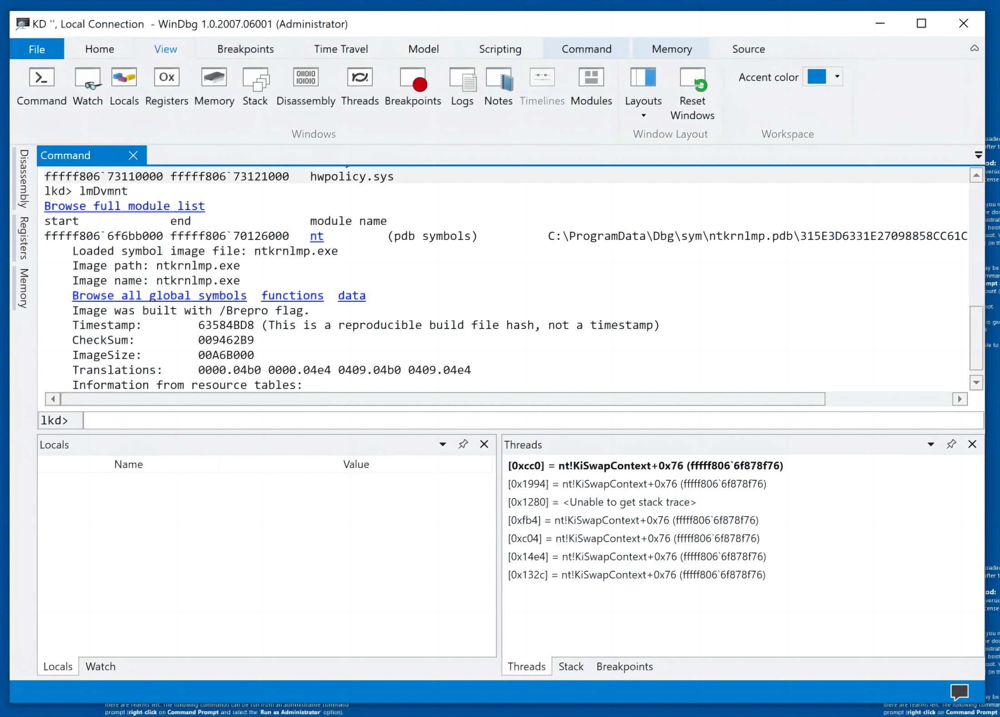 KD '', Local Connection - WinDbg 1.0.2007.06001 (Administrator)
File Home View Breakpoints Time Travel Model Scripting Command Memory Source
Command Watch Locals Registers Memory Stack Disassembly Threads Breakpoints Logs Notes Timelines Modules Layouts Reset Windows Accent color
Windows Window Layout Workspace
Disassembly
Registers
Memory
Command
fffff806`73110000 fffff806`73121000 hwpolicy.sys
lkd> lmDvmnt
Browse full module list
start end module name
fffff806`6f6bb000 fffff806`70126000 nt (pdb symbols) C:\ProgramData\Dbg\sym\ntkrnlmp.pdb\315E3D6331E27098858CC61C
Loaded symbol image file: ntkrnlmp.exe
Image path: ntkrnlmp.exe
Image name: ntkrnlmp.exe
Browse all global symbols functions data
Image was built with /Brepro flag.
Timestamp: 63584BD8 (This is a reproducible build file hash, not a timestamp)
CheckSum: 009462B9
ImageSize: 00A6B000
Translations: 0000.04b0 0000.04e4 0409.04b0 0409.04e4
Information from resource tables:
lkd>
Locals
Name Value
Locals Watch
Threads
[0xcc0] = nt!KiSwapContext+0x76 (fffff806`6f878f76)
[0x1994] = nt!KiSwapContext+0x76 (fffff806`6f878f76)
[0x1280] = <Unable to get stack trace>
[0xfb4] = nt!KiSwapContext+0x76 (fffff806`6f878f76)
[0xc04] = nt!KiSwapContext+0x76 (fffff806`6f878f76)
[0x14e4] = nt!KiSwapContext+0x76 (fffff806`6f878f76)
[0x132c] = nt!KiSwapContext+0x76 (fffff806`6f878f76)
Threads Stack Breakpoints
prompt (right-click on Command Prompt and select the 'Run as Administrator' option).
prompt (right-click on Command Prompt